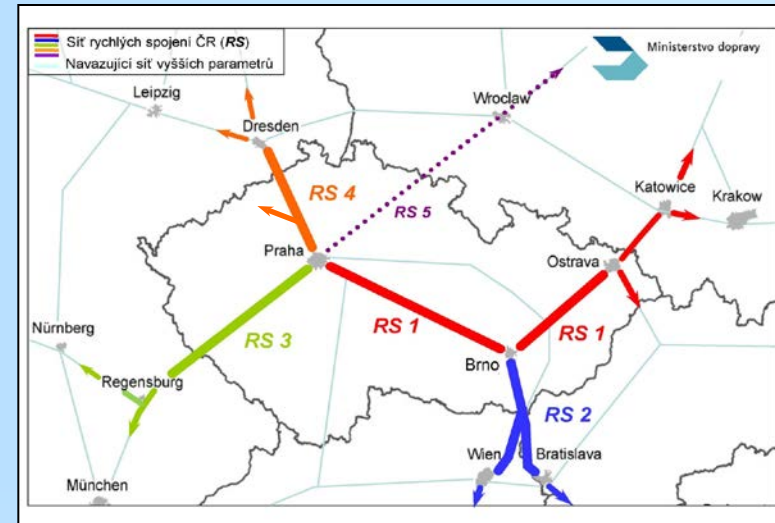 Síť rychlých spojení ČR (RS)
Navazující síť vyšších parametrů
Ministerstvo dopravy
Leipzig
Dresden
Wroclaw
RS 4
RS 5
Katowice
Krakow
Praha
Ostrava
RS 1
RS 1
Nürnberg
RS 3
Brno
Regensburg
RS 2
Wien
Bratislava
München